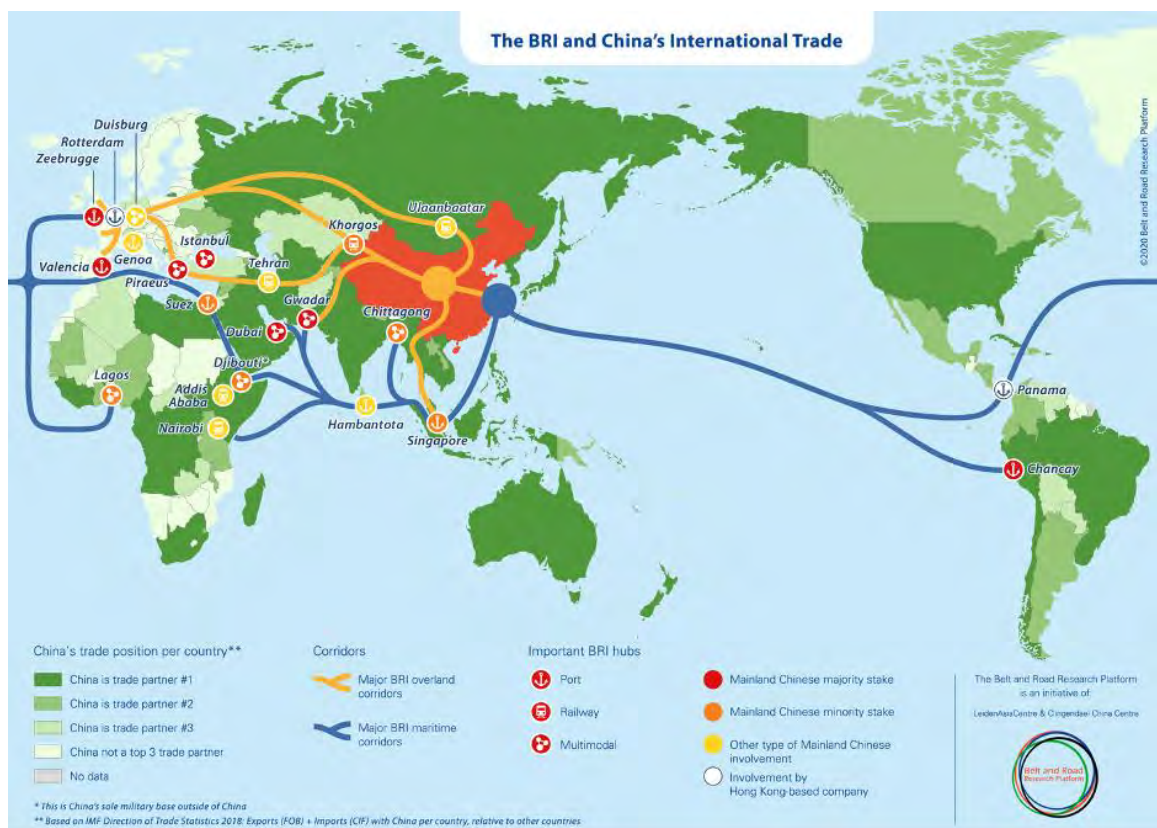 The BRI and China's International Trade
Duisburg
Rotterdam
Zeebrugge
Ulaanbaatar
Khorgos
Istanbul
Genoa
Valencia
Tehran
Piraeus
Gwadar
Suez
Chittagong
Dubai
Djibouti*
Lagos
Addis
Ababa
Nairobi
Hambantota
Singapore
Panama
Chancay
©2020 Belt and Road Research Platform
China's trade position per country**
China is trade partner #1
China is trade partner #2
China is trade partner #3
China not a top 3 trade partner
No data
Corridors
Major BRI overland
corridors
Major BRI maritime
corridors
Important BRI hubs
Port
Railway
Multimodal
Mainland Chinese majority stake
Mainland Chinese minority stake
Other type of Mainland Chinese
involvement
Involvement by
Hong Kong-based company
The Belt and Road Research Platform
is an initiative of:
LeidenAsiaCentre & Clingendael China Centre
Belt and Road
Research Platform
* This is China's sole military base outside of China
** Based on IMF Direction of Trade Statistics 2018: Exports (FOB) + Imports (CIF) with China per country, relative to other countries